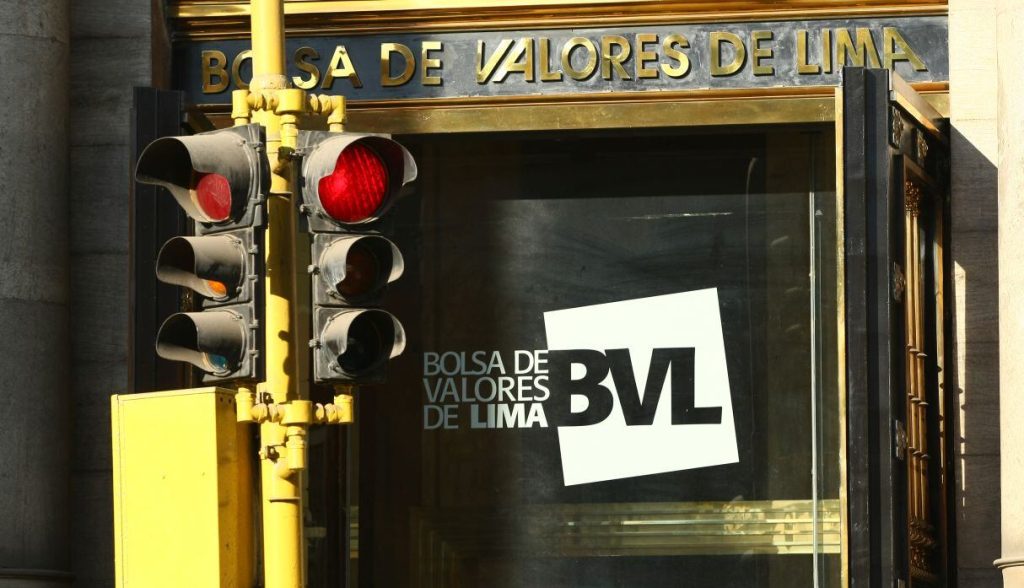 BOLSA DE VALORES DE LIMA
BOLSA DE
VALORES
DE LIMA
BVL